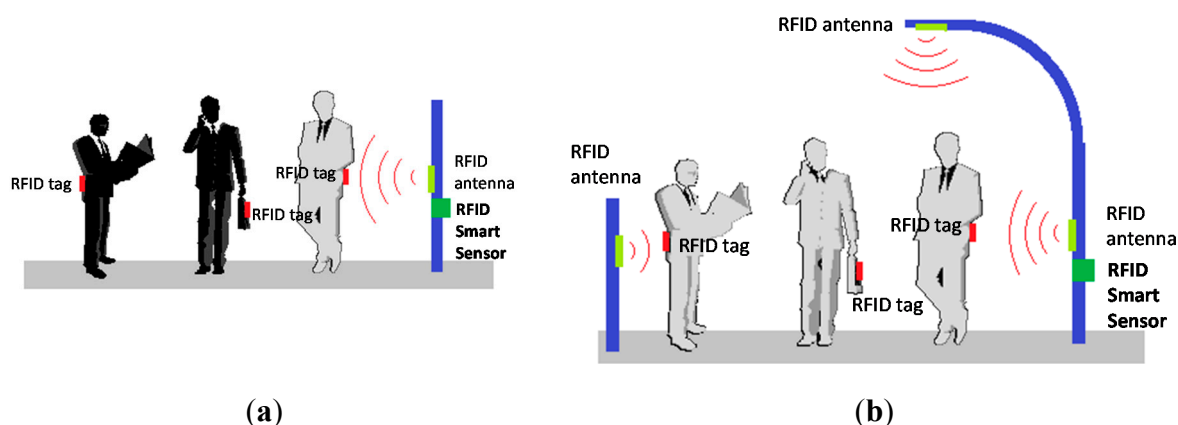 RFID tag
RFID tag
RFID tag
RFID
antenna
RFID
Smart
Sensor
(a)
RFID antenna
RFID
antenna
RFID tag
RFID tag
RFID tag
RFID
antenna
RFID
Smart
Sensor
(b)